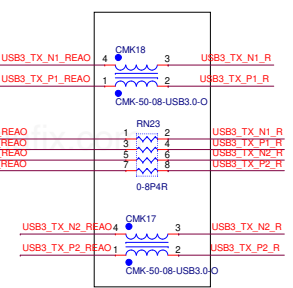 CMK18
USB3_TX_N1_REAO 4 3 USB3_TX_N1_R
USB3_TX_P1_REAO 1 2 USB3_TX_P1_R
CMK-50-08-USB3.0-O
RN23
REAO 1 2 USB3_TX_N1_R
REAO 3 4 USB3_TX_P1_R
REAO 5 6 USB3_TX_N2_R
REAO 7 8 USB3_TX_P2_R
0-8P4R
CMK17
USB3_TX_N2_REAO 4 3 USB3_TX_N2_R
USB3_TX_P2_REAO 1 2 USB3_TX_P2_R
CMK-50-08-USB3.0-O